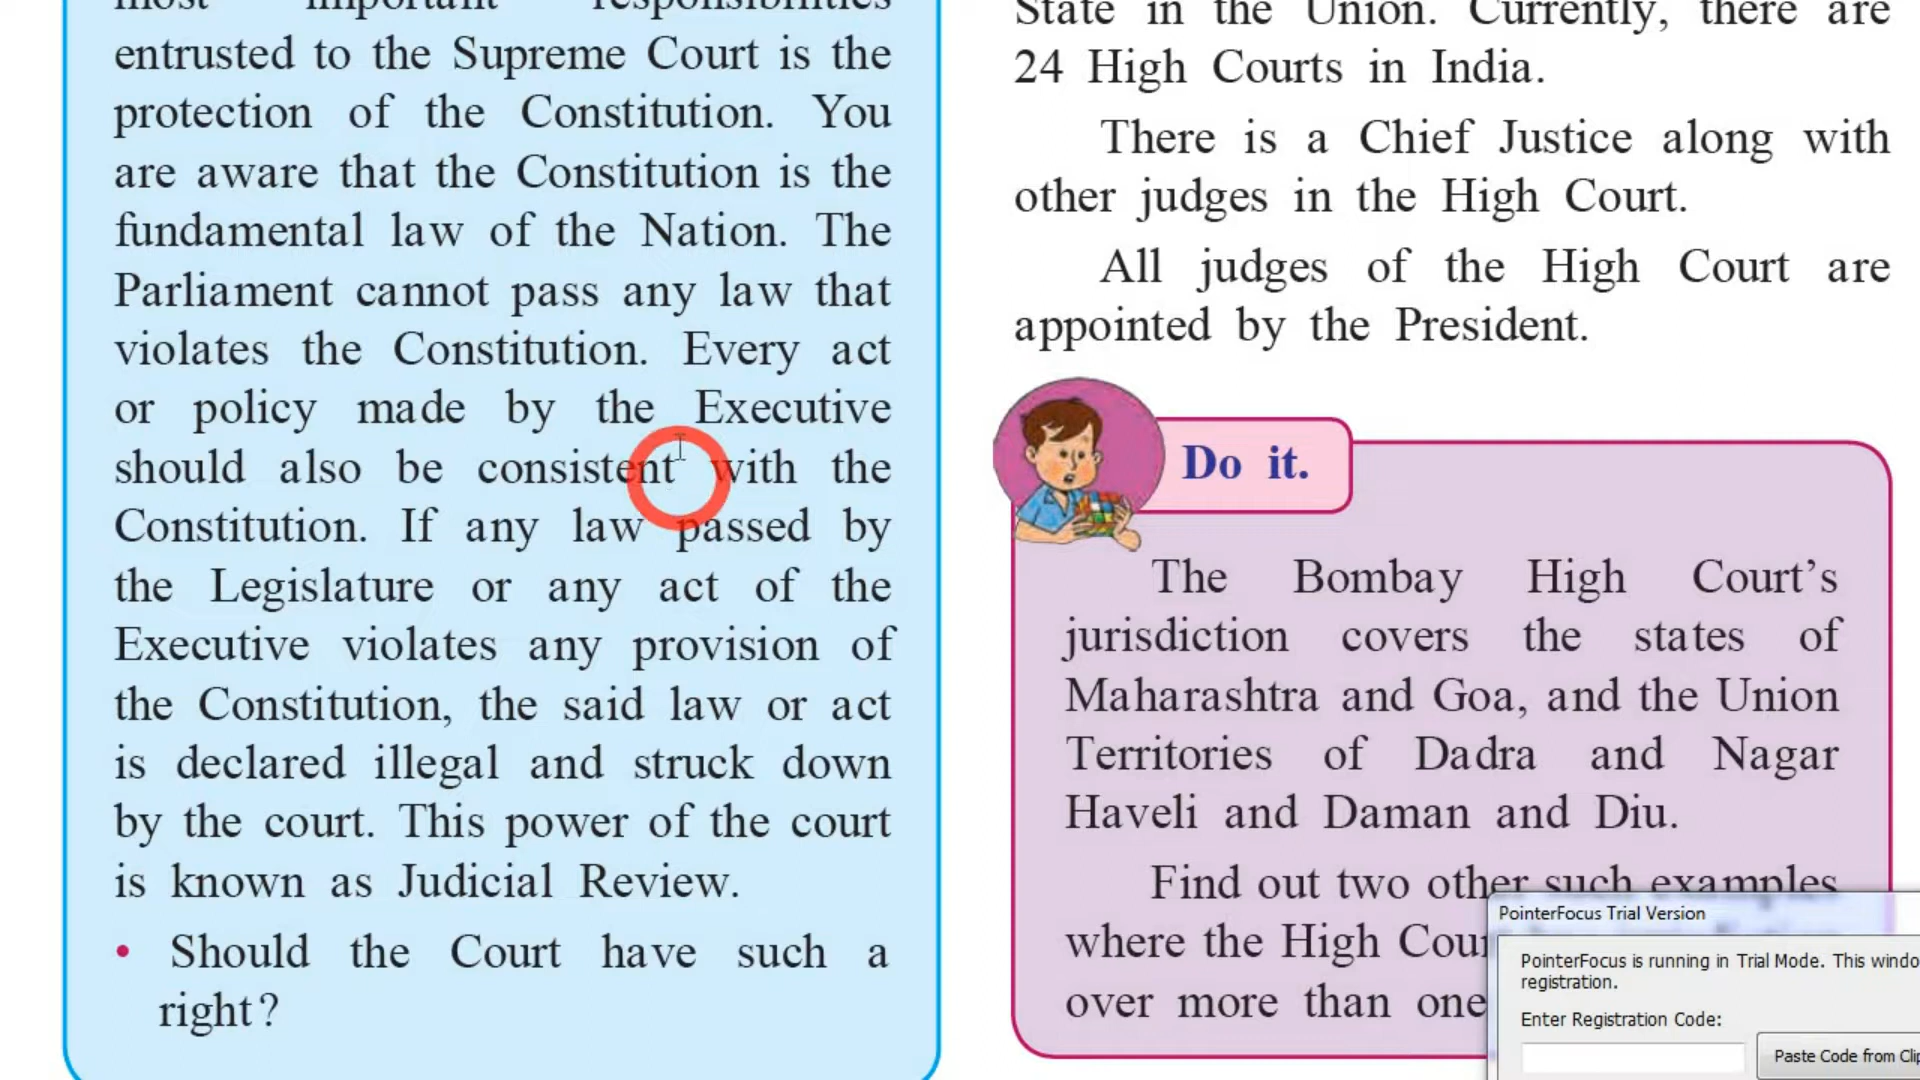 most important responsibilities
entrusted to the Supreme Court is the
protection of the Constitution. You
are aware that the Constitution is the
fundamental law of the Nation. The
Parliament cannot pass any law that
violates the Constitution. Every act
or policy made by the Executive
should also be consistent with the
Constitution. If any law passed by
the Legislature or any act of the
Executive violates any provision of
the Constitution, the said law or act
is declared illegal and struck down
by the court. This power of the court
is known as Judicial Review.
• Should the Court have such a
right?
State in the Union. Currently, there are
24 High Courts in India.
There is a Chief Justice along with
other judges in the High Court.
All judges of the High Court are
appointed by the President.
Do it.
The Bombay High Court’s
jurisdiction covers the states of
Maharashtra and Goa, and the Union
Territories of Dadra and Nagar
Haveli and Daman and Diu.
Find out two other such examples
where the High
over more than one
PointerFocus Trial Version
PointerFocus is running in Trial Mode. This
registration.
Enter Registration Code:
Paste Code from